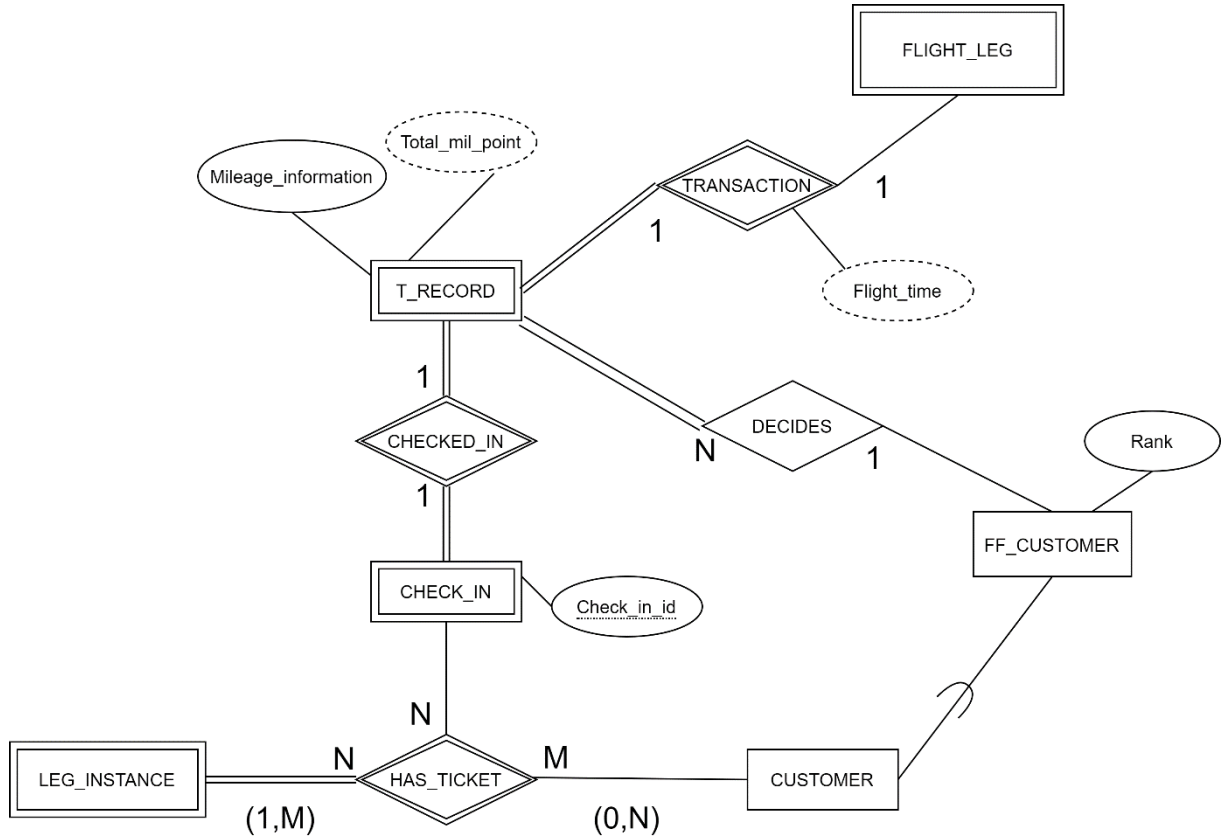 FLIGHT_LEG
Total_mil_point
Mileage_information
TRANSACTION
1
1
T_RECORD
Flight_time
1
CHECKED_IN
1
DECIDES
N
1
Rank
FF_CUSTOMER
CHECK_IN
Check_in_id
N
N
M
LEG_INSTANCE
HAS_TICKET
CUSTOMER
(1,M)
(0,N)